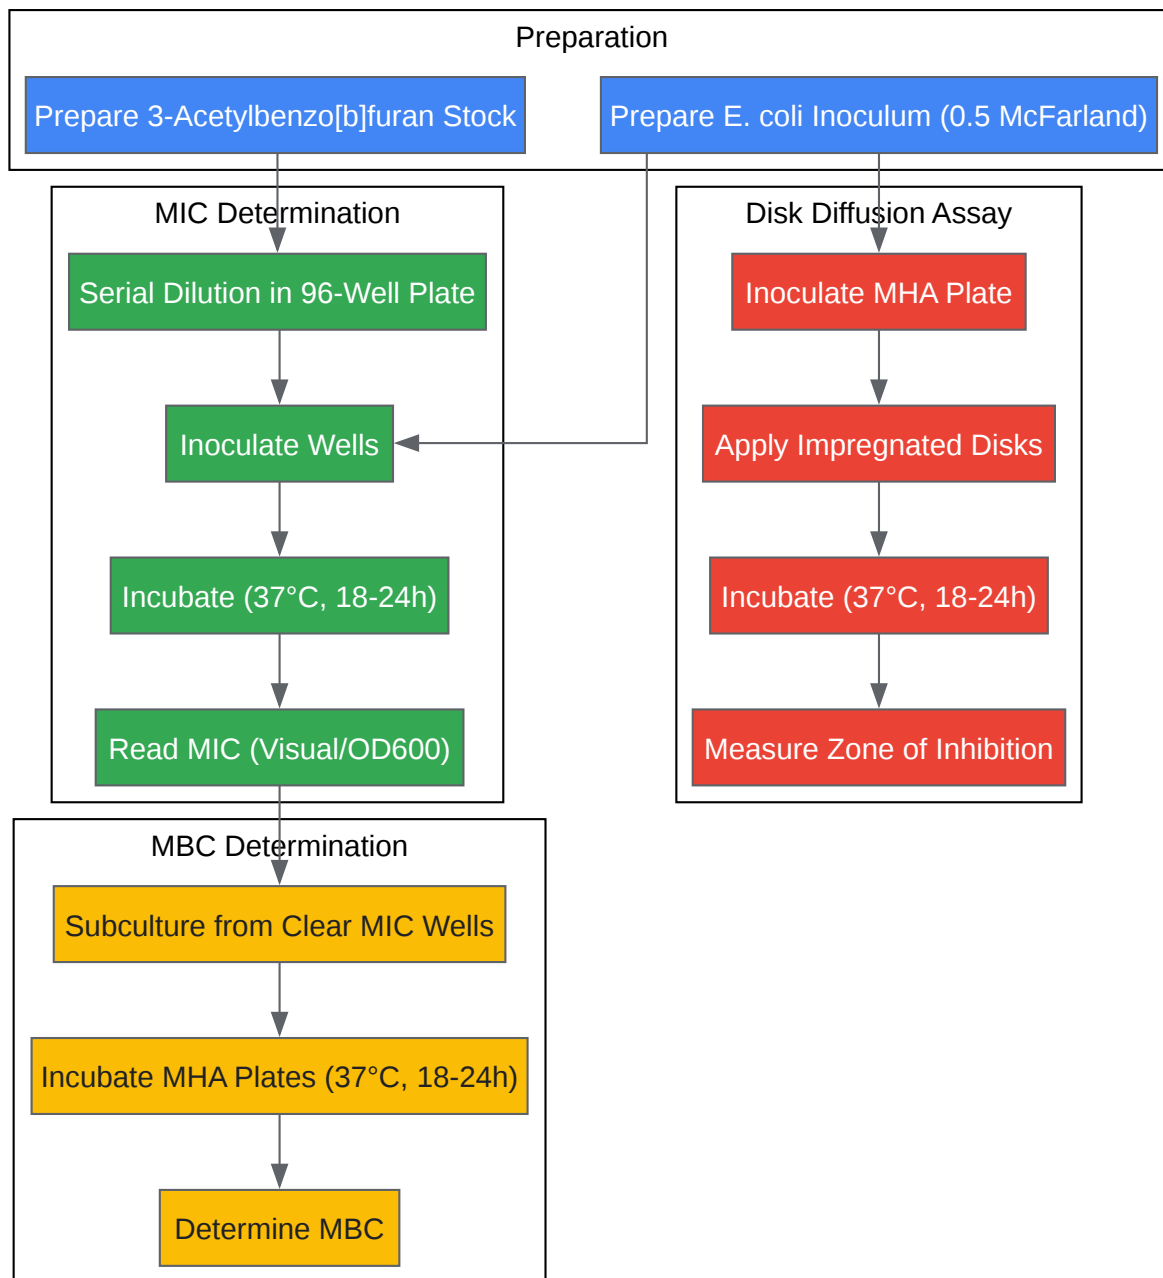 Preparation
Prepare 3-Acetylbenzo[b]furan Stock
Prepare E. coli Inoculum (0.5 McFarland)
MIC Determination
Serial Dilution in 96-Well Plate
Inoculate Wells
Incubate (37°C, 18-24h)
Read MIC (Visual/OD600)
Disk Diffusion Assay
Inoculate MHA Plate
Apply Impregnated Disks
Incubate (37°C, 18-24h)
Measure Zone of Inhibition
MBC Determination
Subculture from Clear MIC Wells
Incubate MHA Plates (37°C, 18-24h)
Determine MBC